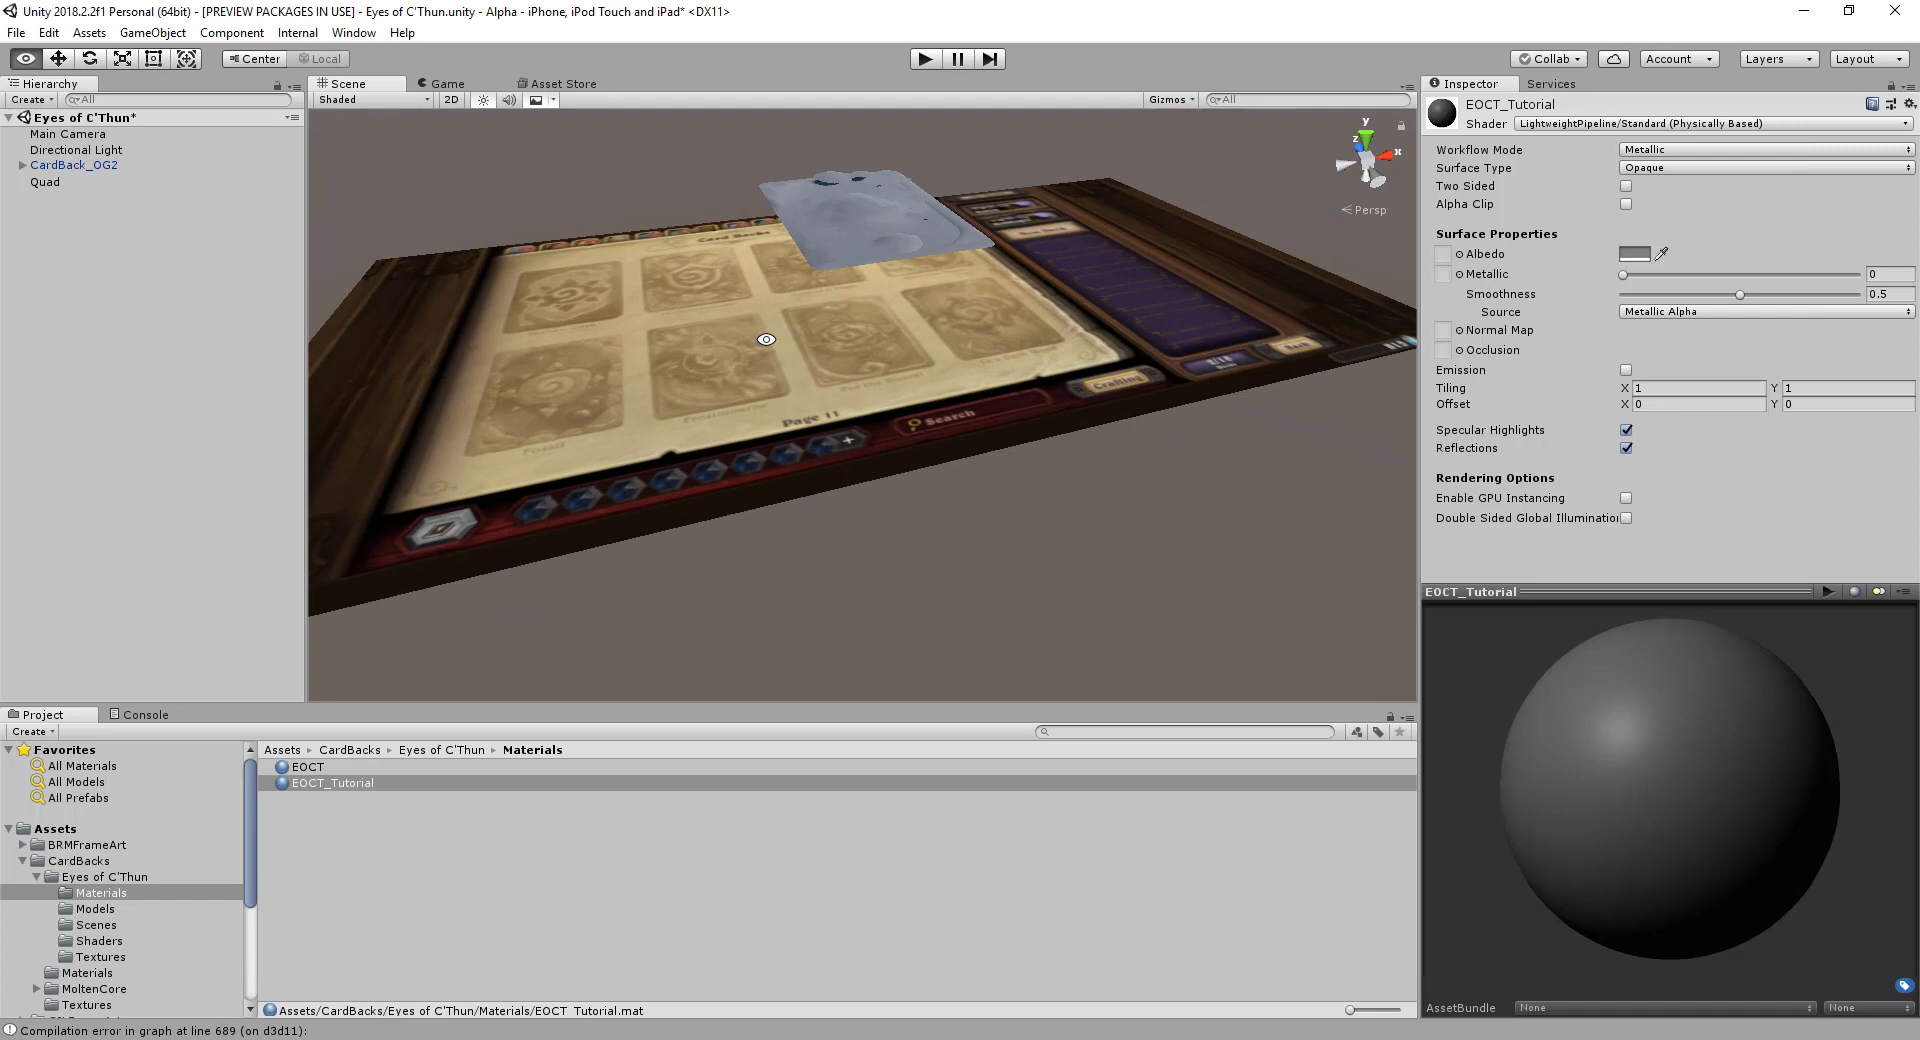 Unity 2018.2.2f1 Personal (64bit) - [PREVIEW PACKAGES IN USE] - Eyes of C'Thun.unity - Alpha - iPhone, iPod Touch and iPad* <DX11>
File Edit Assets GameObject Component Internal Window Help
Center Local Collab Account Layers Layout
Hierarchy Scene Game Asset Store Inspector Services
Create All Shaded 2D Gizmos All
EOCT_Tutorial
Shader LightweightPipeline/Standard (Physically Based)
Eyes of C'Thun*
Main Camera
Directional Light
CardBack_OG2
Quad
y
z
x
Persp
Card Backs
Fossil
Page 11
Search
Crafting
Back
Workflow Mode Metallic
Surface Type Opaque
Two Sided
Alpha Clip
Surface Properties
Albedo
Metallic 0
Smoothness 0.5
Source Metallic Alpha
Normal Map
Occlusion
Emission
Tiling X 1 Y 1
Offset X 0 Y 0
Specular Highlights
Reflections
Rendering Options
Enable GPU Instancing
Double Sided Global Illumination
EOCT_Tutorial
Project Console
Create
Favorites
All Materials
All Models
All Prefabs
Assets
BRMFrameArt
CardBacks
Eyes of C'Thun
Materials
Models
Scenes
Shaders
Textures
Materials
MoltenCore
Textures
Assets CardBacks Eyes of C'Thun Materials
EOCT
EOCT_Tutorial
Assets/CardBacks/Eyes of C'Thun/Materials/EOCT_Tutorial.mat
AssetBundle None None
Compilation error in graph at line 689 (on d3d11):